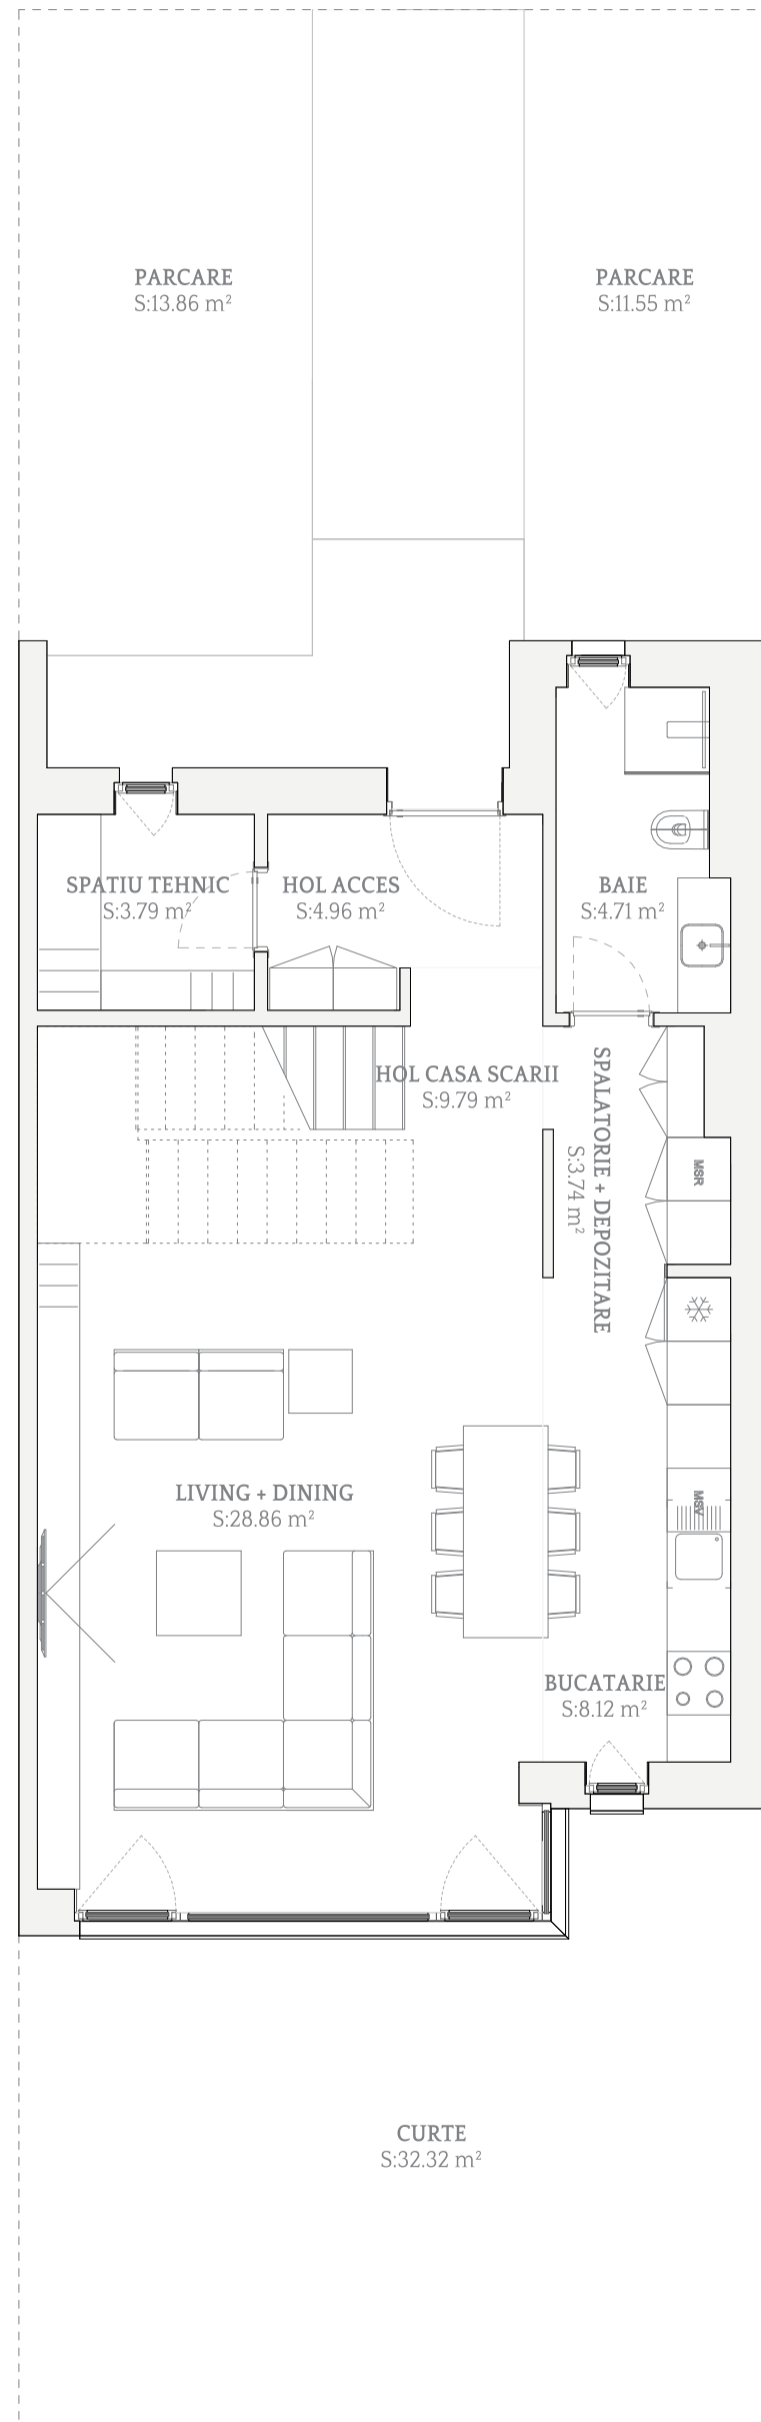 PARCARE
S:13.86 m²
PARCARE
S:11.55 m²
SPATIU TEHNIC
S:3.79 m²
HOL ACCES
S:4.96 m²
BAIE
S:4.71 m²
HOL CASA SCARII
S:9.79 m²
SPALATORIE + DEPOZITARE
S:3.74 m²
MSR
LIVING + DINING
S:28.86 m²
MSV
BUCATARIE
S:8.12 m²
CURTE
S:32.32 m²